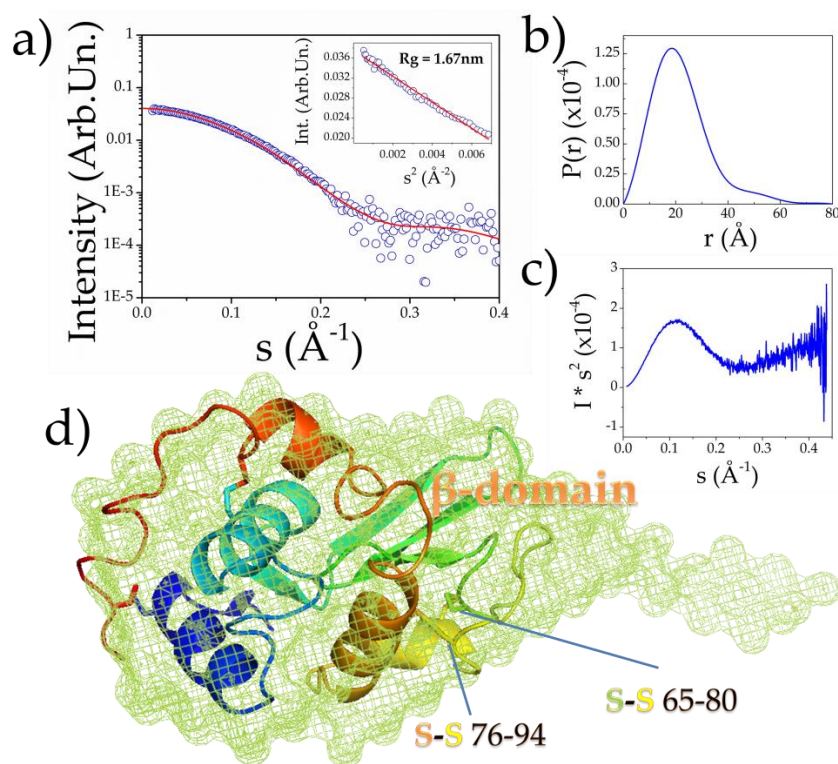 a)
Intensity (Arb.Un.)
1
0.1
0.01
1E-3
1E-4
1E-5
0.0 0.1 0.2 0.3 0.4
s (Å⁻¹)
Int. (Arb.Un.)
0.036
0.032
0.028
0.024
0.020
Rg = 1.67nm
0.002 0.004 0.006
s² (Å⁻²)
b)
P(r) (x10⁻⁴)
1.25
0.75
0.50
0.25
0.00
0 20 40 60 80
r (Å)
c)
I * s² (x10⁻⁴)
3
2
1
0
-1
0.0 0.1 0.2 0.3 0.4
s (Å⁻¹)
d)
β-domain
S-S 65-80
S-S 76-94